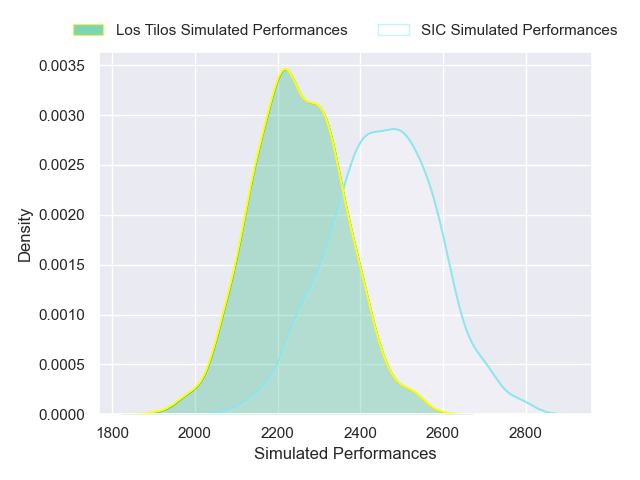 Los Tilos Simulated Performances SIC Simulated Performances
0.0035
0.0030
0.0025
0.0020
0.0015
0.0010
0.0005
0.0000
Density
1800 2000 2200 2400 2600 2800
Simulated Performances